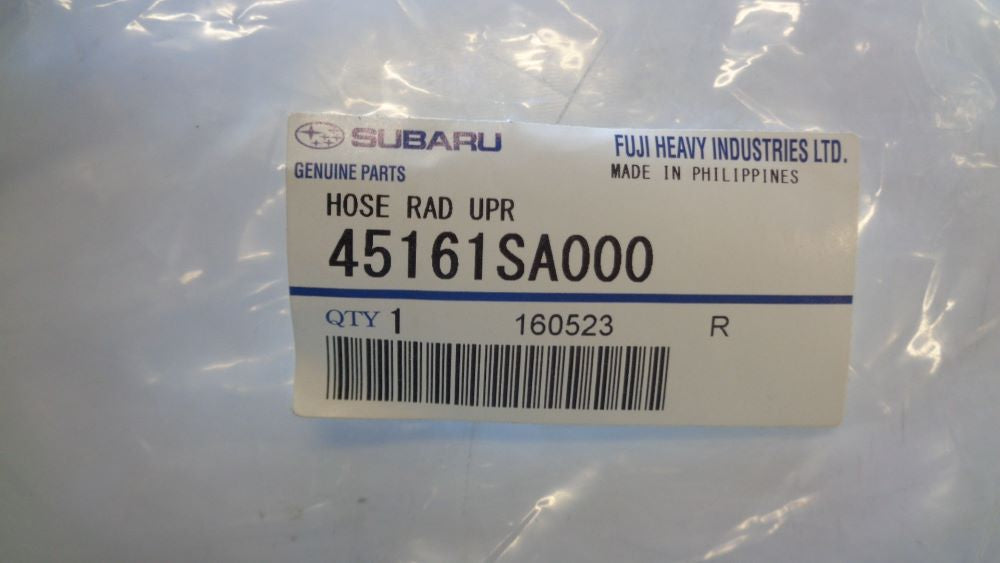 SUBARU
FUJI HEAVY INDUSTRIES LTD.
GENUINE PARTS
MADE IN PHILIPPINES
HOSE RAD UPR
45161SA000
QTY 1 160523 R